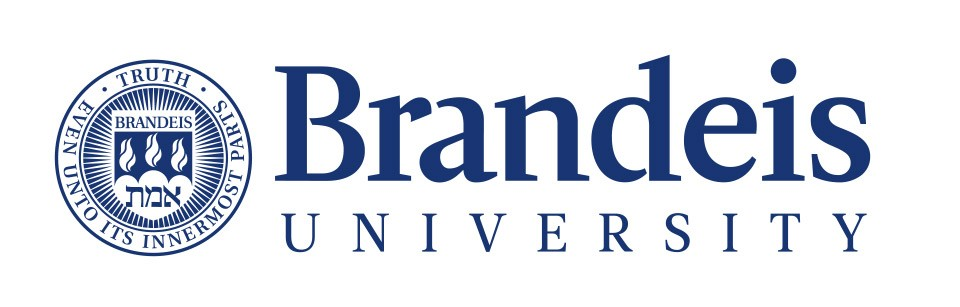 TRUTH · EVEN UNTO ITS INNERMOST PARTS ·
BRANDEIS
אמת
Brandeis
UNIVERSITY